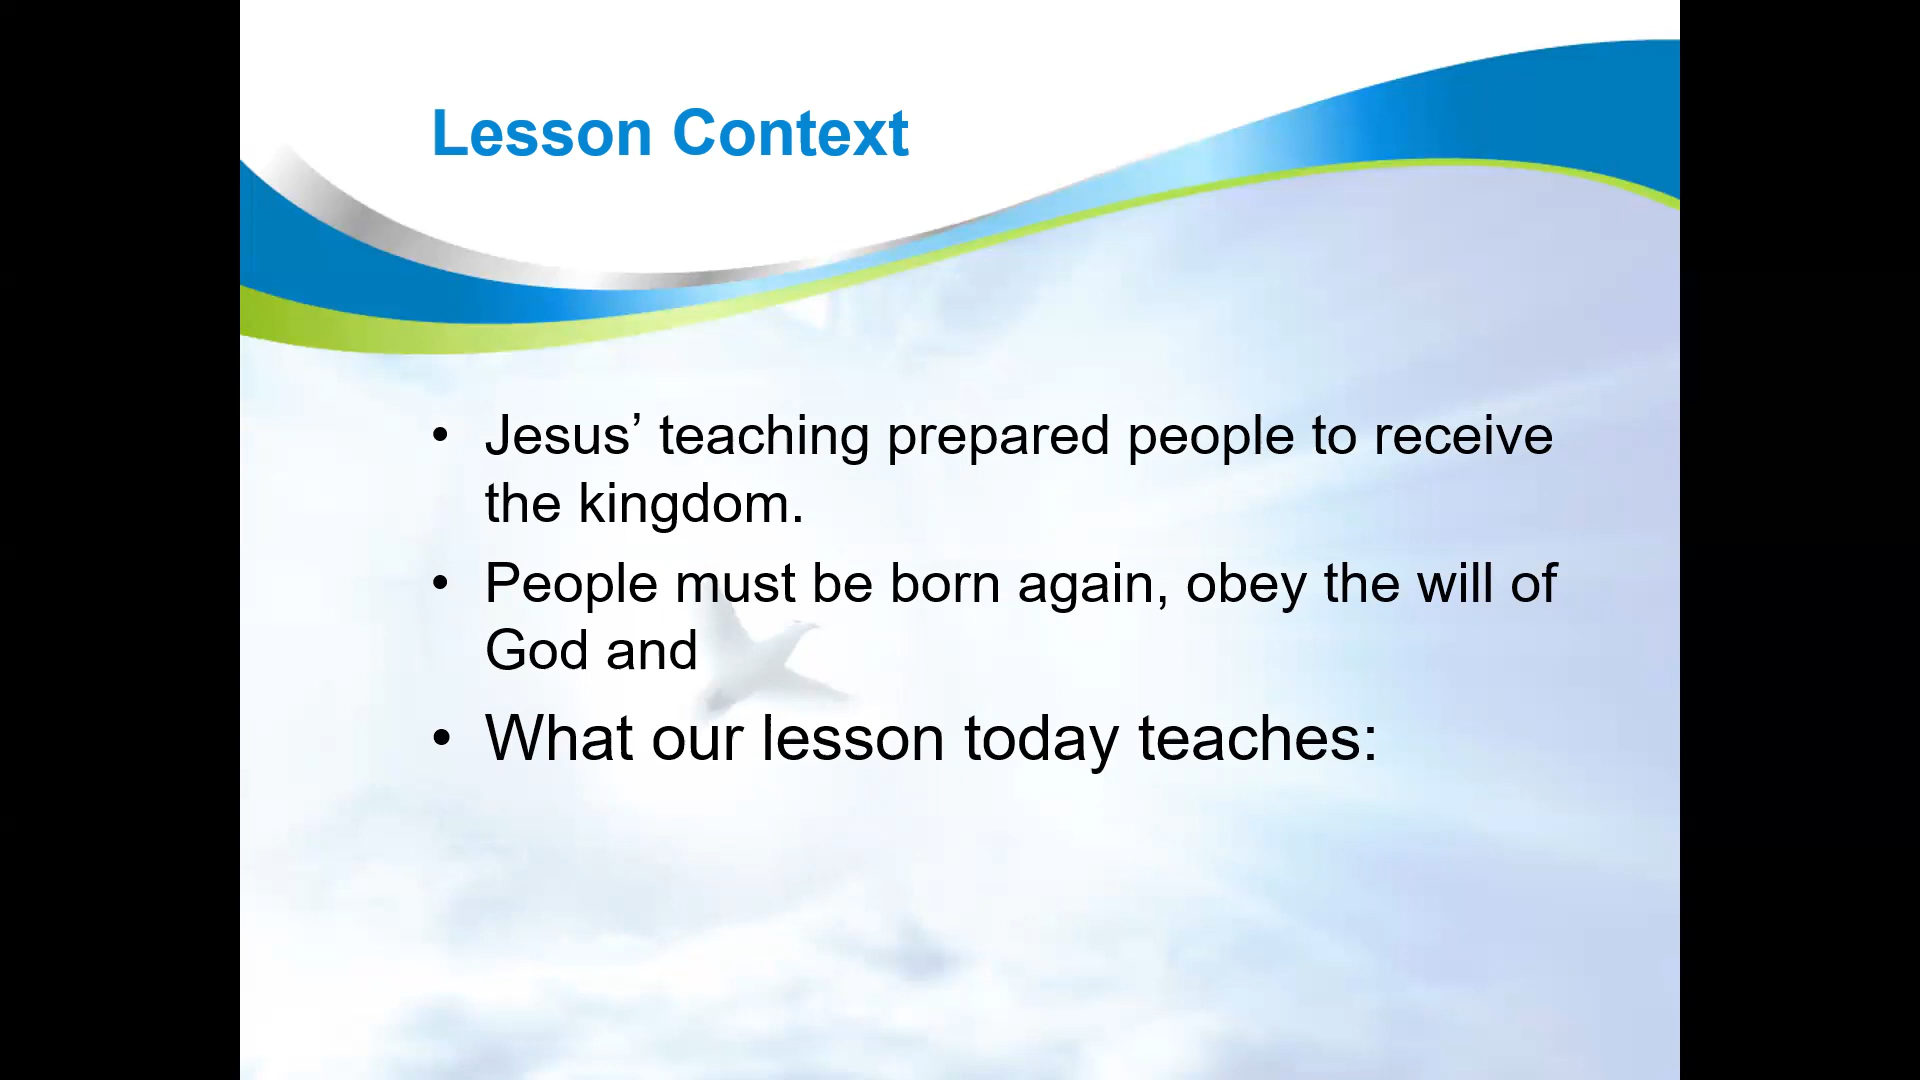 Lesson Context
• Jesus’ teaching prepared people to receive
the kingdom.
• People must be born again, obey the will of
God and
• What our lesson today teaches: